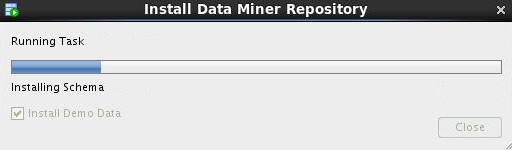 Install Data Miner Repository
Running Task
Installing Schema
Install Demo Data
Close